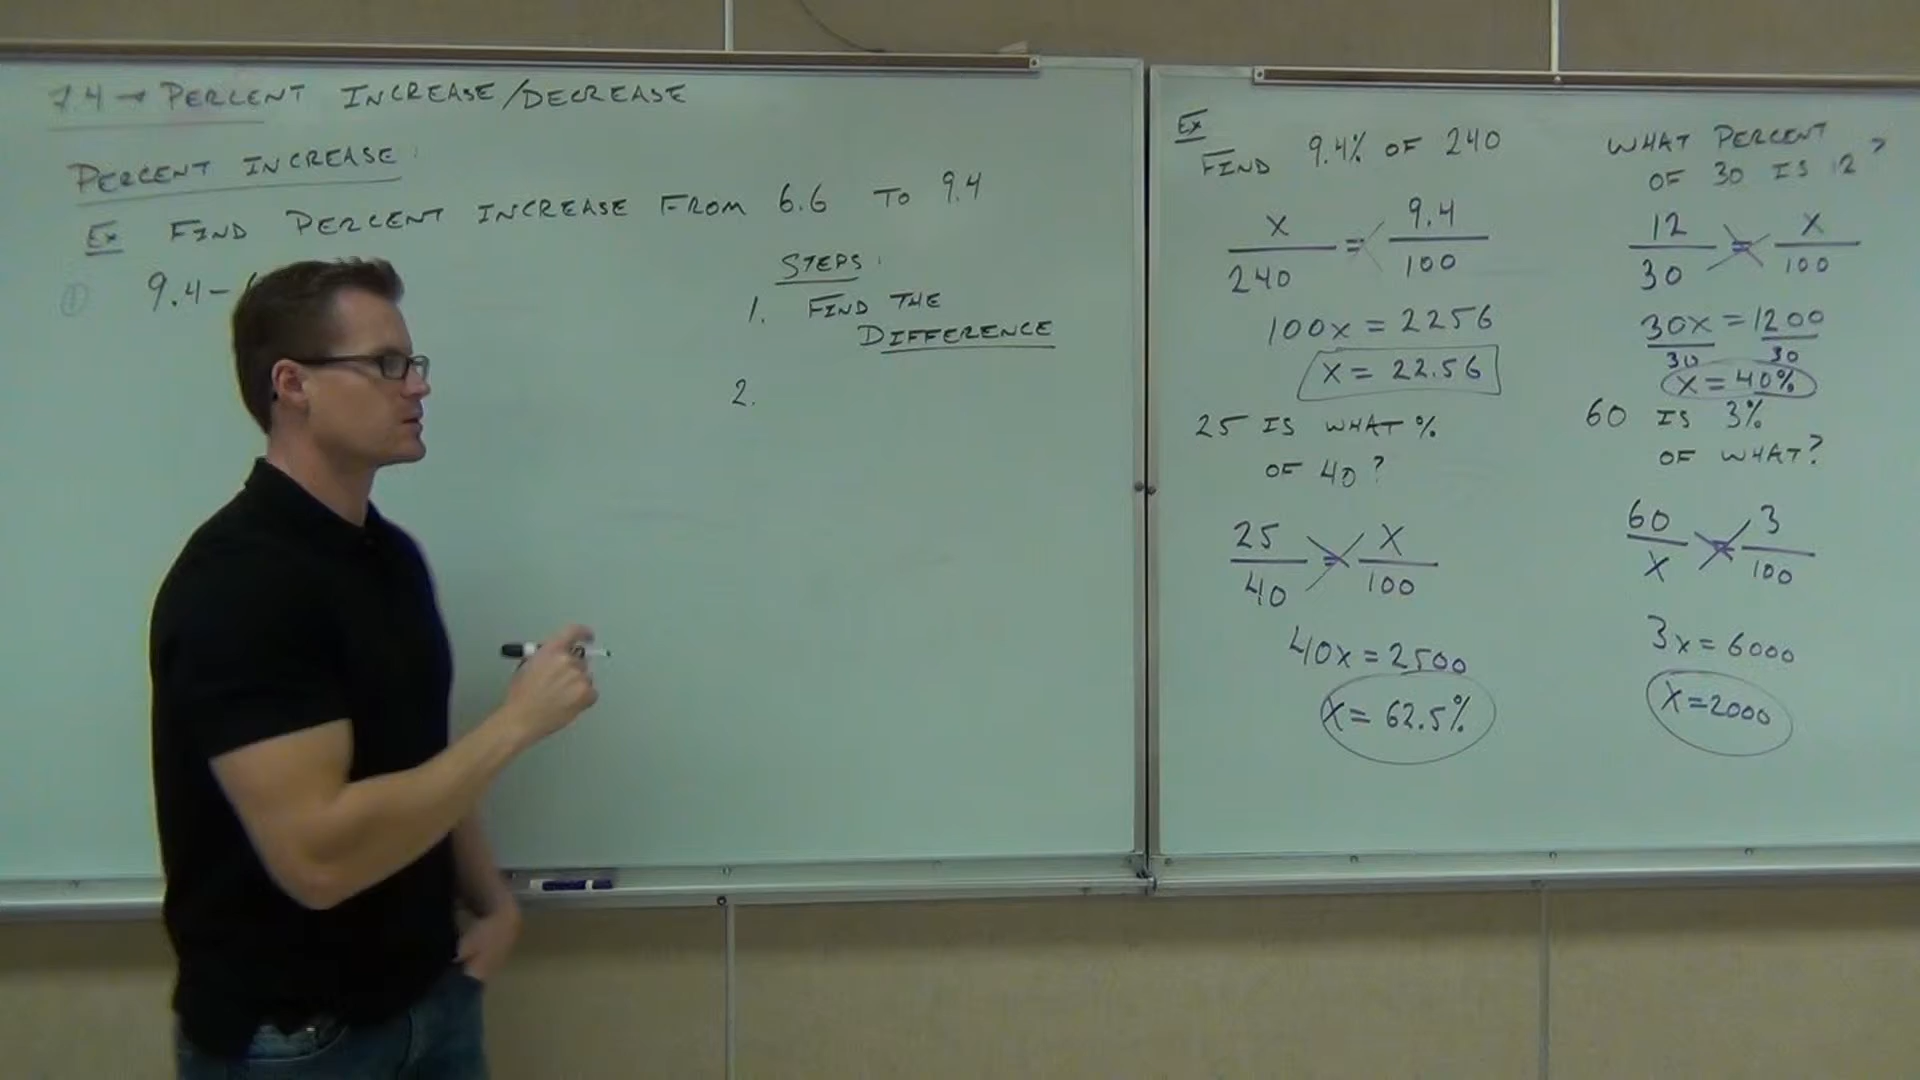 7.4 → PERCENT INCREASE/DECREASE
PERCENT INCREASE:
Ex FIND PERCENT INCREASE FROM 6.6 TO 9.4
① 9.4 -
STEPS:
1. FIND THE
DIFFERENCE
2.
Ex
FIND 9.4% OF 240
x/240 = 9.4/100
100x = 2256
x = 22.56
25 IS WHAT %
OF 40?
25/40 = x/100
40x = 2500
x = 62.5%
WHAT PERCENT
OF 30 IS 12?
12/30 = x/100
30x = 1200
30 30
x = 40%
60 IS 3%
OF WHAT?
60/x = 3/100
3x = 6000
x = 2000